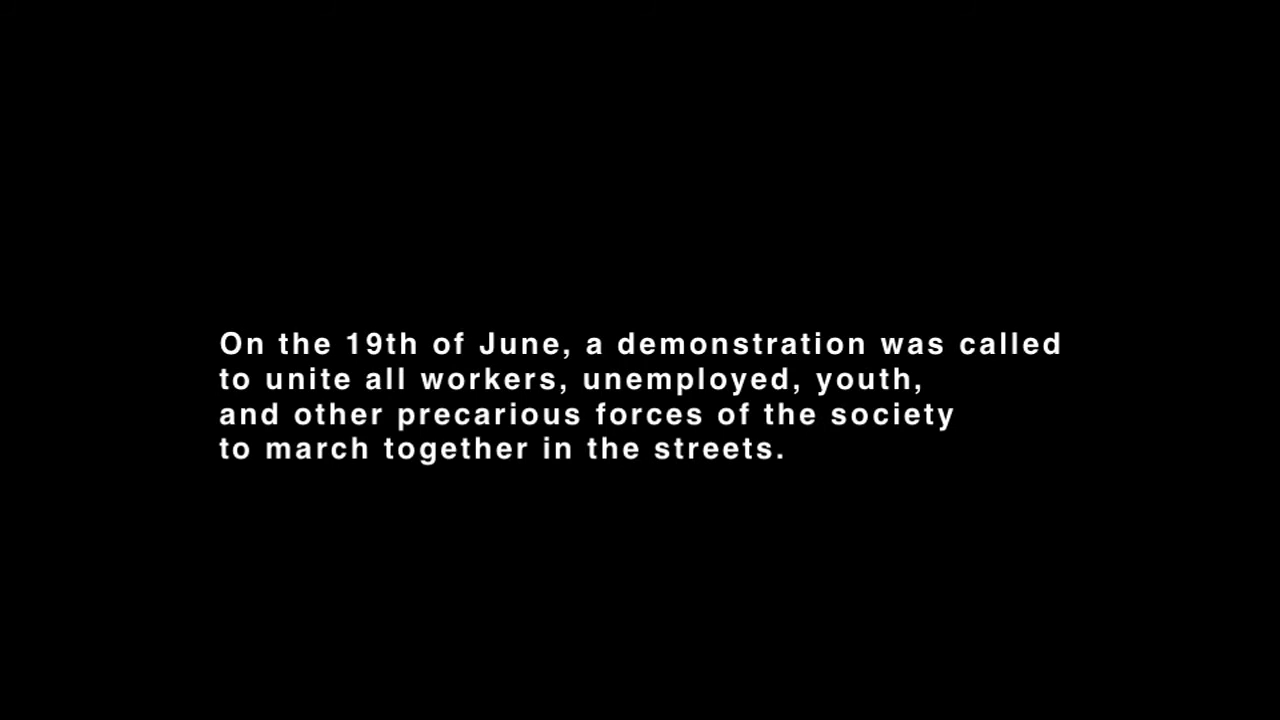 On the 19th of June, a demonstration was called
to unite all workers, unemployed, youth,
and other precarious forces of the society
to march together in the streets.